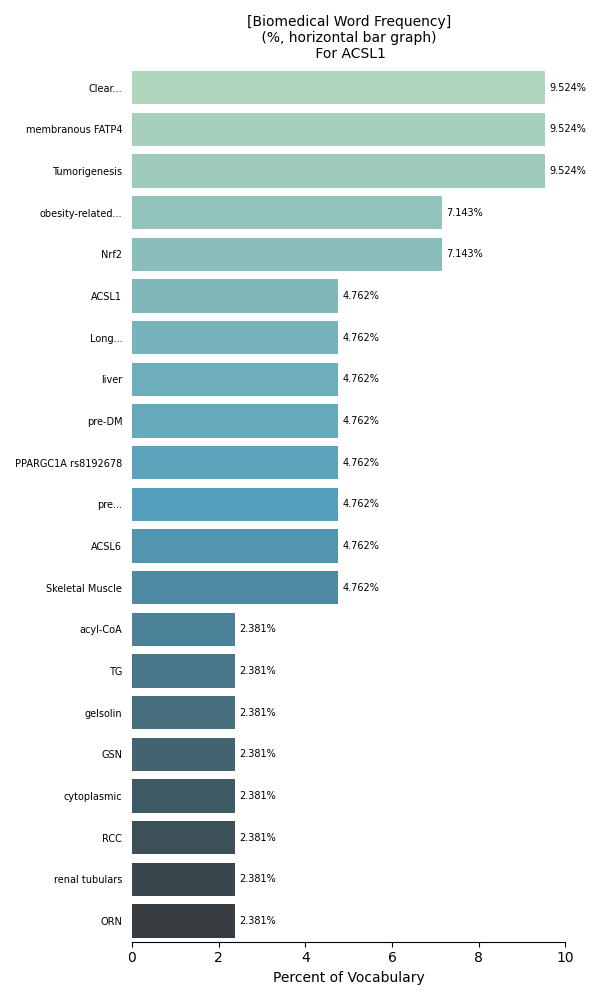 [Biomedical Word Frequency]
(%, horizontal bar graph)
For ACSL1
Clear... 9.524%
membranous FATP4 9.524%
Tumorigenesis 9.524%
obesity-related... 7.143%
Nrf2 7.143%
ACSL1 4.762%
Long... 4.762%
liver 4.762%
pre-DM 4.762%
PPARGC1A rs8192678 4.762%
pre... 4.762%
ACSL6 4.762%
Skeletal Muscle 4.762%
acyl-CoA 2.381%
TG 2.381%
gelsolin 2.381%
GSN 2.381%
cytoplasmic 2.381%
RCC 2.381%
renal tubulars 2.381%
ORN 2.381%
0 2 4 6 8 10
Percent of Vocabulary